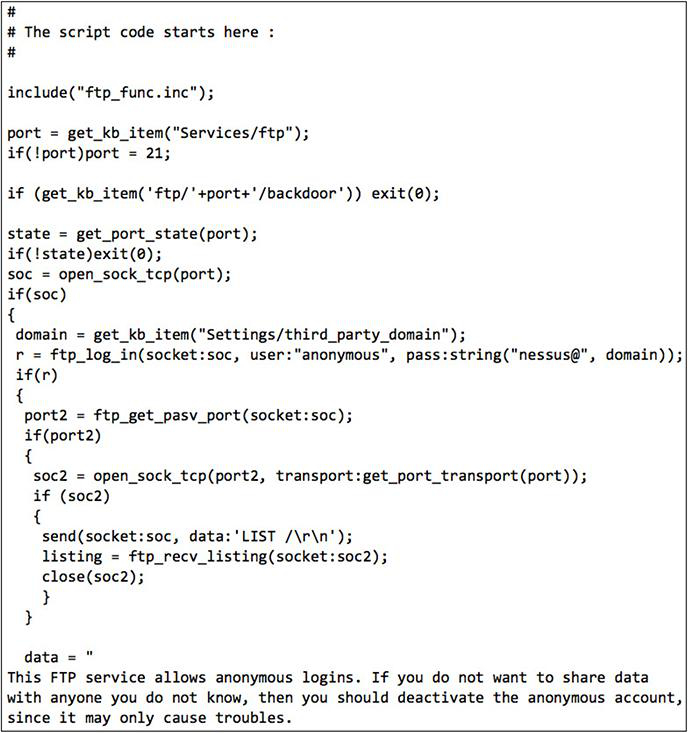 #
# The script code starts here :
#
include("ftp_func.inc");
port = get_kb_item("Services/ftp");
if(!port)port = 21;
if (get_kb_item('ftp/'+port+'/backdoor')) exit(0);
state = get_port_state(port);
if(!state)exit(0);
soc = open_sock_tcp(port);
if(soc)
{
domain = get_kb_item("Settings/third_party_domain");
r = ftp_log_in(socket:soc, user:"anonymous", pass:string("nessus@", domain));
if(r)
{
port2 = ftp_get_pasv_port(socket:soc);
if(port2)
{
soc2 = open_sock_tcp(port2, transport:get_port_transport(port));
if (soc2)
{
send(socket:soc, data:'LIST /\r\n');
listing = ftp_recv_listing(socket:soc2);
close(soc2);
}
}
data = "
This FTP service allows anonymous logins. If you do not want to share data
with anyone you do not know, then you should deactivate the anonymous account,
since it may only cause troubles.